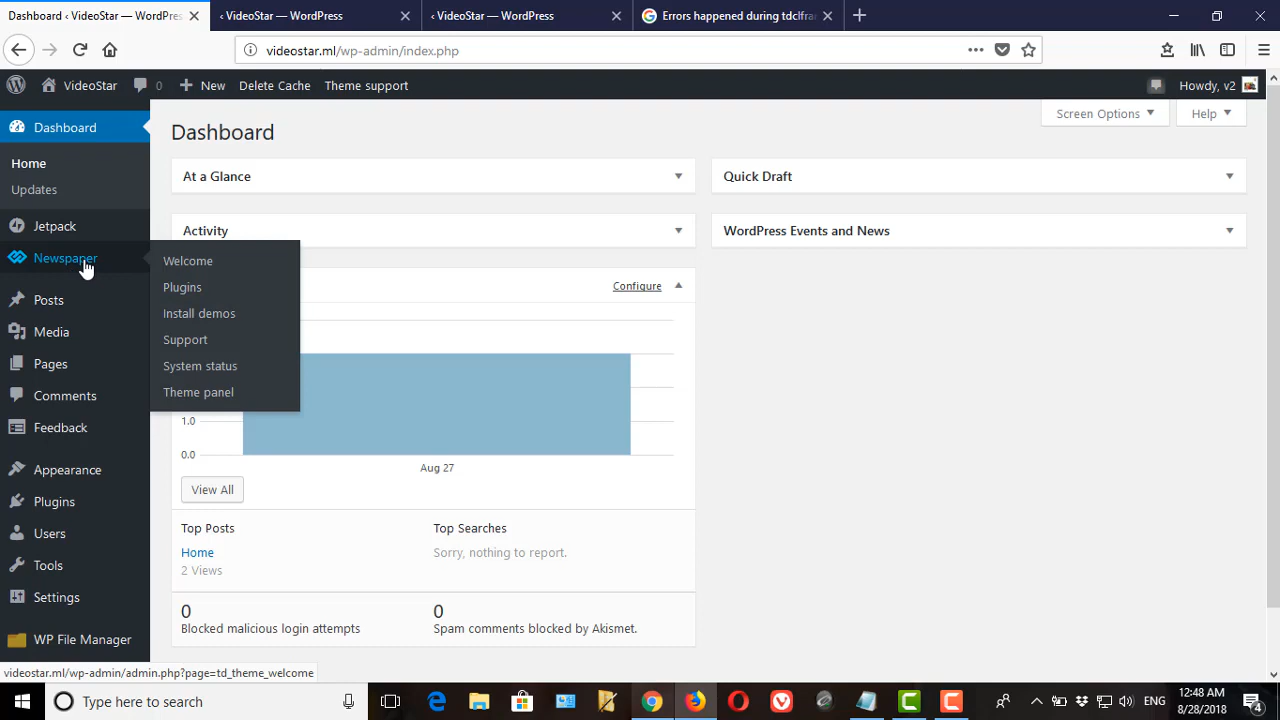 Dashboard ‹ VideoStar — WordPres
‹ VideoStar — WordPress
‹ VideoStar — WordPress
Errors happened during tdclfram
videostar.ml/wp-admin/index.php
VideoStar
0
New
Delete Cache
Theme support
Howdy, v2
Dashboard
Home
Updates
Jetpack
Newspaper
Welcome
Plugins
Install demos
Support
System status
Theme panel
Posts
Media
Pages
Comments
Feedback
Appearance
Plugins
Users
Tools
Settings
WP File Manager
Dashboard
Screen Options
Help
At a Glance
Quick Draft
Activity
WordPress Events and News
Configure
1.0
0.0
Aug 27
View All
Top Posts
Top Searches
Home
Sorry, nothing to report.
2 Views
0
0
Blocked malicious login attempts
Spam comments blocked by Akismet.
videostar.ml/wp-admin/admin.php?page=td_theme_welcome
Type here to search
ENG
12:48 AM
8/28/2018
4